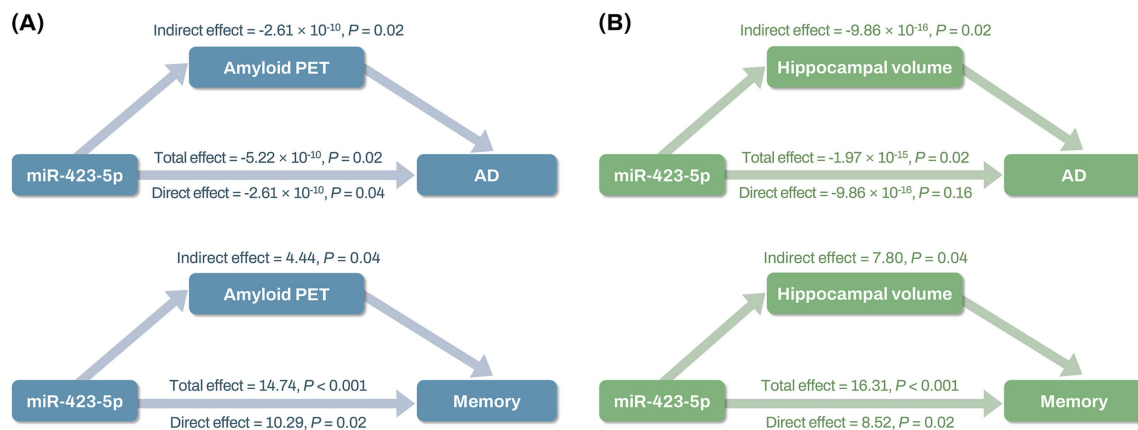 (A)
Indirect effect = -2.61 × 10⁻¹⁰, P = 0.02
Amyloid PET
Total effect = -5.22 × 10⁻¹⁰, P = 0.02
miR-423-5p
AD
Direct effect = -2.61 × 10⁻¹⁰, P = 0.04
Indirect effect = 4.44, P = 0.04
Amyloid PET
Total effect = 14.74, P < 0.001
miR-423-5p
Memory
Direct effect = 10.29, P = 0.02
(B)
Indirect effect = -9.86 × 10⁻¹⁶, P = 0.02
Hippocampal volume
Total effect = -1.97 × 10⁻¹⁵, P = 0.02
miR-423-5p
AD
Direct effect = -9.86 × 10⁻¹⁶, P = 0.16
Indirect effect = 7.80, P = 0.04
Hippocampal volume
Total effect = 16.31, P < 0.001
miR-423-5p
Memory
Direct effect = 8.52, P = 0.02